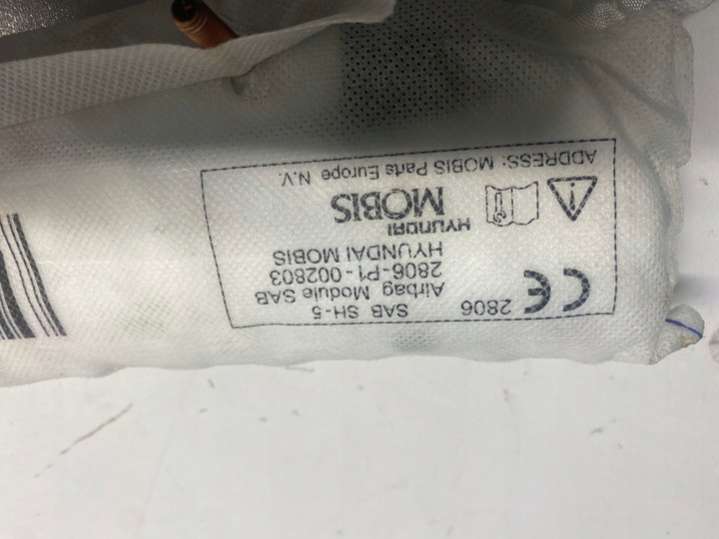 CE 2806 SAB SH-5
Airbag Module SAB
2806-P1-002803
HYUNDAI MOBIS
HYUNDAI
MOBIS
ADDRESS: MOBIS Parts Europe N.V.